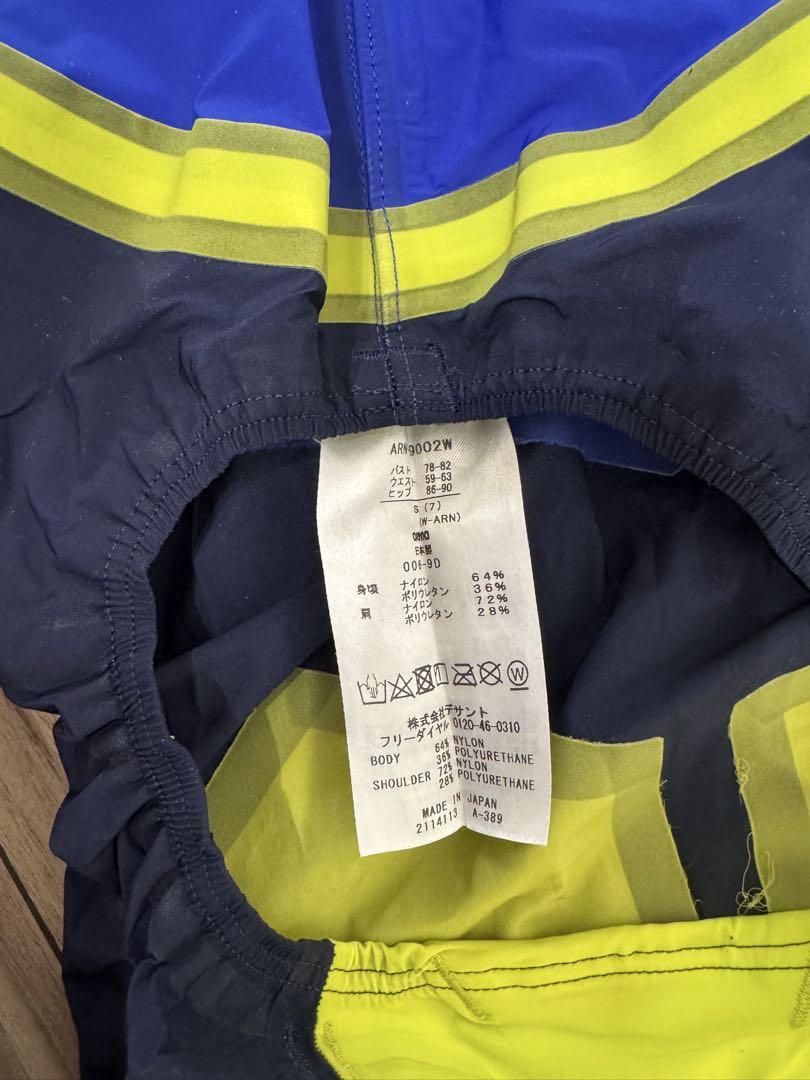 ARN-9002W
バスト 78-82
ウエスト 59-63
ヒップ 86-90
S (7)
(W-ARN)
日本製
006-9D
身頃 ナイロン 64%
ポリウレタン 36%
肩 ナイロン 72%
ポリウレタン 28%
W
株式会社デサント
フリーダイヤル 0120-46-0310
BODY 64% NYLON
36% POLYURETHANE
SHOULDER 72% NYLON
28% POLYURETHANE
MADE IN JAPAN
2114113 A-389